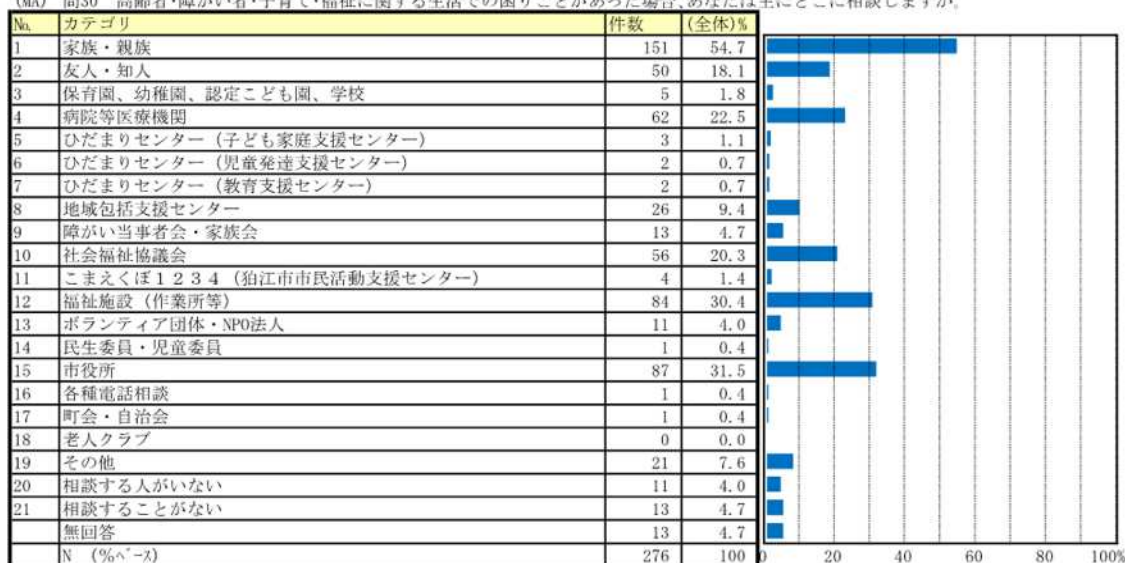 (MA) 問30 高齢者・障がい者・子育て・福祉に関する生活での困りごとがあった場合、あなたは主にどこに相談しますか。
No. カテゴリ 件数 (全体)%
1 家族・親族 151 54.7
2 友人・知人 50 18.1
3 保育園、幼稚園、認定こども園、学校 5 1.8
4 病院等医療機関 62 22.5
5 ひだまりセンター（子ども家庭支援センター） 3 1.1
6 ひだまりセンター（児童発達支援センター） 2 0.7
7 ひだまりセンター（教育支援センター） 2 0.7
8 地域包括支援センター 26 9.4
9 障がい当事者会・家族会 13 4.7
10 社会福祉協議会 56 20.3
11 こまえくぼ１２３４（狛江市市民活動支援センター） 4 1.4
12 福祉施設（作業所等） 84 30.4
13 ボランティア団体・NPO法人 11 4.0
14 民生委員・児童委員 1 0.4
15 市役所 87 31.5
16 各種電話相談 1 0.4
17 町会・自治会 1 0.4
18 老人クラブ 0 0.0
19 その他 21 7.6
20 相談する人がいない 11 4.0
21 相談することがない 13 4.7
無回答 13 4.7
N (%ﾍﾞｰｽ) 276 100
0 20 40 60 80 100%